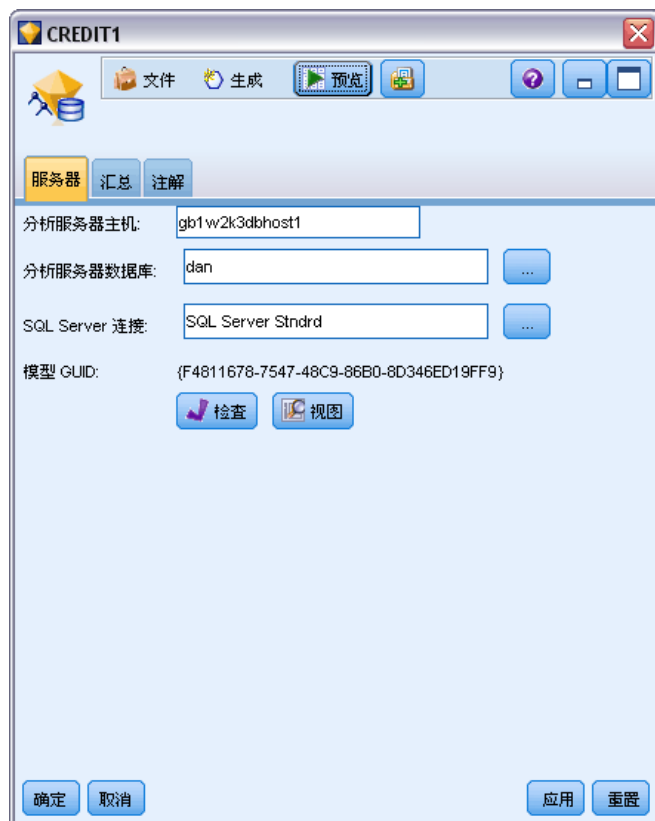 CREDIT1
文件 生成 预览
服务器 汇总 注解
分析服务器主机: gb1w2k3dbhost1
分析服务器数据库: dan ...
SQL Server 连接: SQL Server Stndrd ...
模型 GUID: {F4811678-7547-48C9-86B0-8D346ED19FF9}
检查 视图
确定 取消 应用 重置